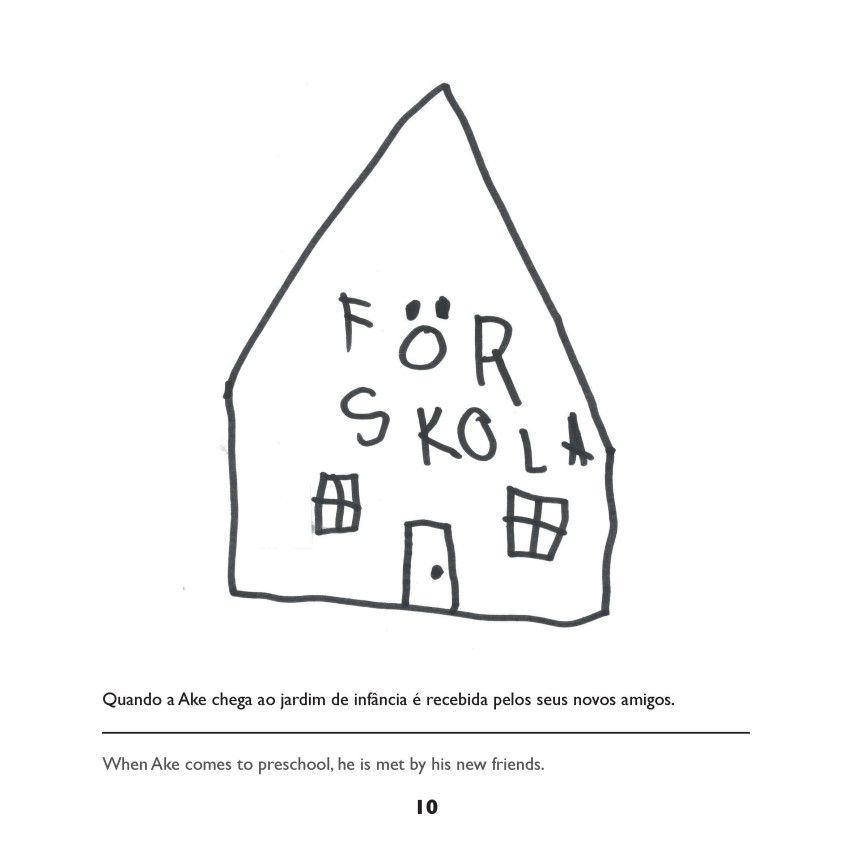 FÖR
SKOLA
Quando a Ake chega ao jardim de infância é recebida pelos seus novos amigos.
When Ake comes to preschool, he is met by his new friends.
10